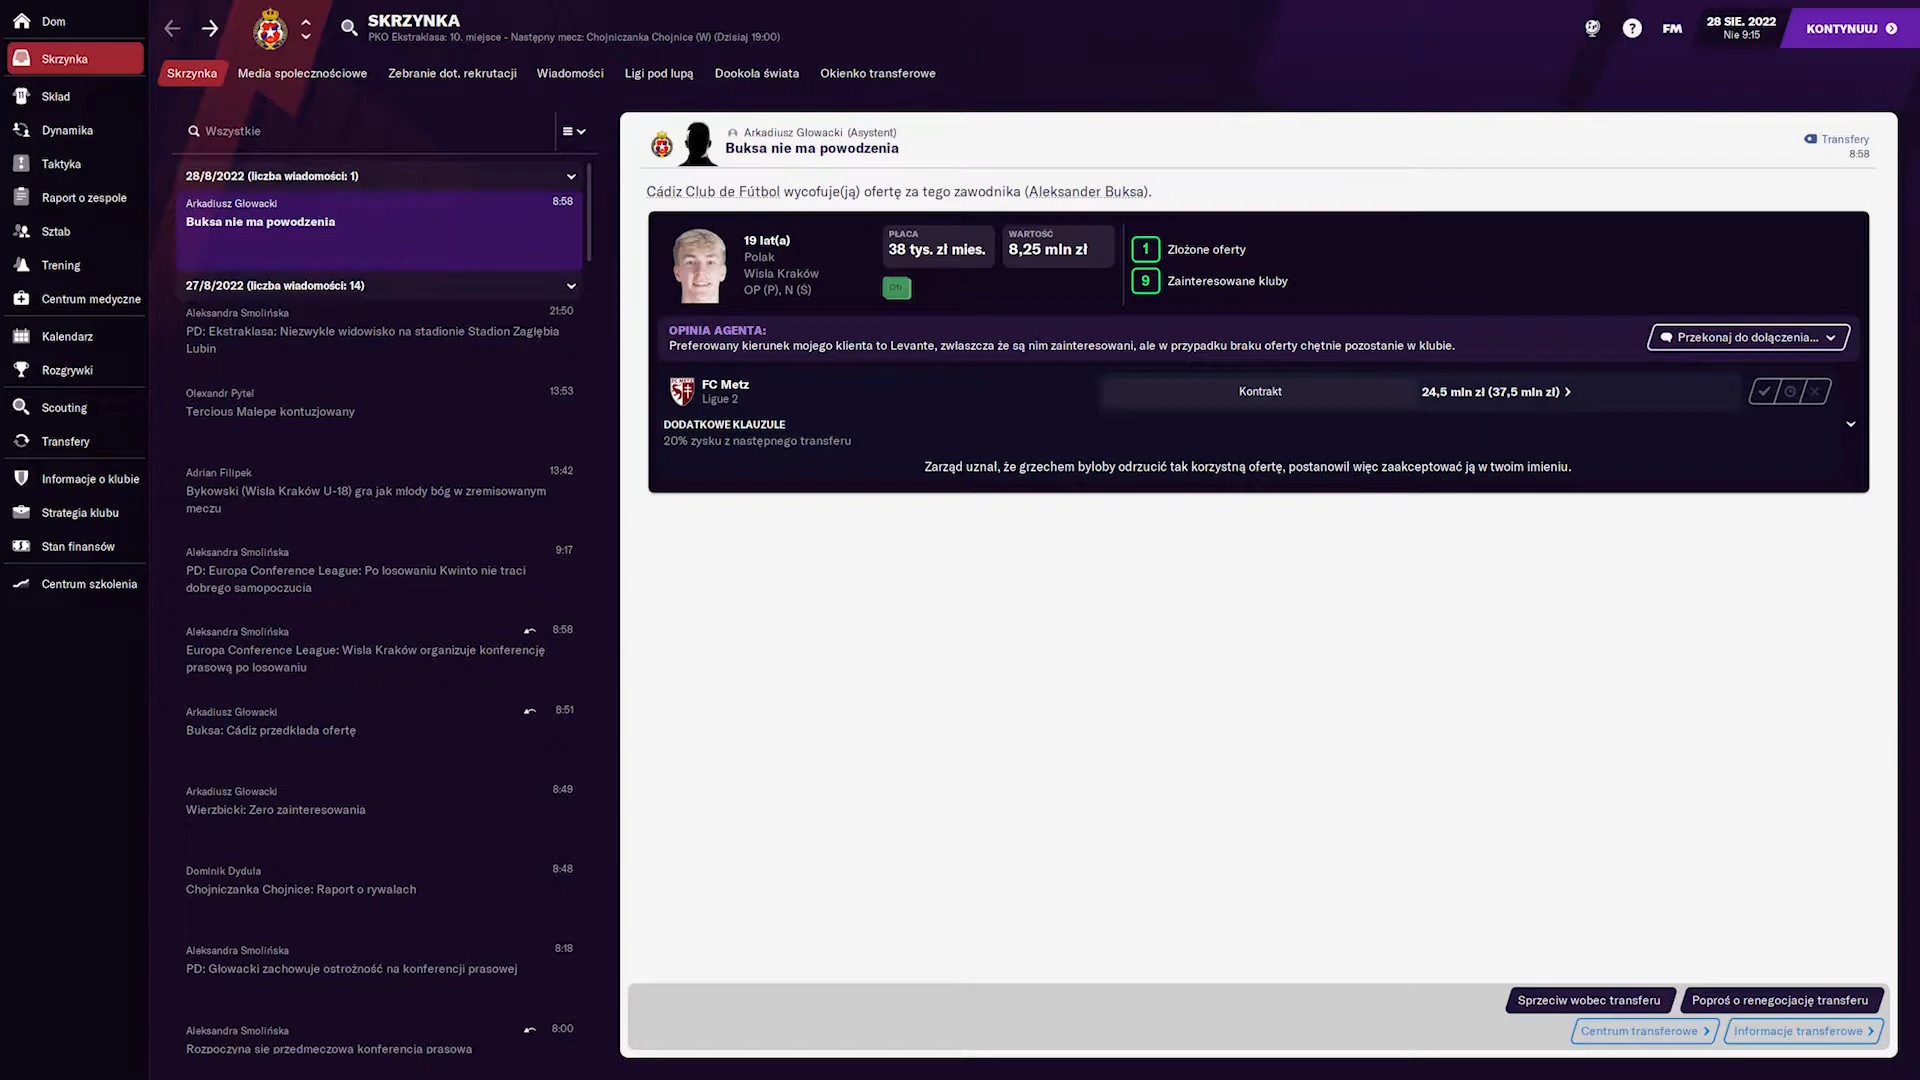 Dom
Skrzynka
Skład
Dynamika
Taktyka
Raport o zespole
Sztab
Trening
Centrum medyczne
Kalendarz
Rozgrywki
Scouting
Transfery
Informacje o klubie
Strategia klubu
Stan finansów
Centrum szkolenia
SKRZYNKA
PKO Ekstraklasa: 10. miejsce - Następny mecz: Chojniczanka Chojnice (W) (Dzisiaj 19:00)
FM
28 SIE. 2022
Nie 9:15
KONTYNUUJ
Skrzynka
Media społecznościowe
Zebranie dot. rekrutacji
Wiadomości
Ligi pod lupą
Dookoła świata
Okienko transferowe
Wszystkie
28/8/2022 (liczba wiadomości: 1)
Arkadiusz Głowacki 8:58
Buksa nie ma powodzenia
27/8/2022 (liczba wiadomości: 14)
Aleksandra Smolińska 21:50
PD: Ekstraklasa: Niezwykłe widowisko na stadionie Stadion Zagłębia
Lubin
Olexandr Pytel 13:53
Tercious Malepe kontuzjowany
Adrian Filipek 13:42
Bykowski (Wisła Kraków U-18) gra jak młody bóg w zremisowanym
meczu
Aleksandra Smolińska 9:17
PD: Europa Conference League: Po losowaniu Kwinto nie traci
dobrego samopoczucia
Aleksandra Smolińska 8:58
Europa Conference League: Wisła Kraków organizuje konferencję
prasową po losowaniu
Arkadiusz Głowacki 8:51
Buksa: Cádiz przedkłada ofertę
Arkadiusz Głowacki 8:49
Wierzbicki: Zero zainteresowania
Dominik Dyduła 8:48
Chojniczanka Chojnice: Raport o rywalach
Aleksandra Smolińska 8:18
PD: Głowacki zachowuje ostrożność na konferencji prasowej
Aleksandra Smolińska 8:00
Rozpoczyna się przedmeczowa konferencja prasowa
Arkadiusz Głowacki (Asystent)
Buksa nie ma powodzenia
Transfery
8:58
Cádiz Club de Fútbol wycofuje(ją) ofertę za tego zawodnika (Aleksander Buksa).
19 lat(a)
Polak
Wisła Kraków
OP (P), N (Ś)
PŁACA
38 tys. zł mies.
WARTOŚĆ
8,25 mln zł
Ofr
1 Złożone oferty
9 Zainteresowane kluby
OPINIA AGENTA:
Preferowany kierunek mojego klienta to Levante, zwłaszcza że są nim zainteresowani, ale w przypadku braku oferty chętnie pozostanie w klubie.
Przekonaj do dołączenia...
FC Metz
Ligue 2
Kontrakt
24,5 mln zł (37,5 mln zł)
DODATKOWE KLAUZULE
20% zysku z następnego transferu
Zarząd uznał, że grzechem byłoby odrzucić tak korzystną ofertę, postanowił więc zaakceptować ją w twoim imieniu.
Sprzeciw wobec transferu
Poproś o renegocjację transferu
Centrum transferowe
Informacje transferowe